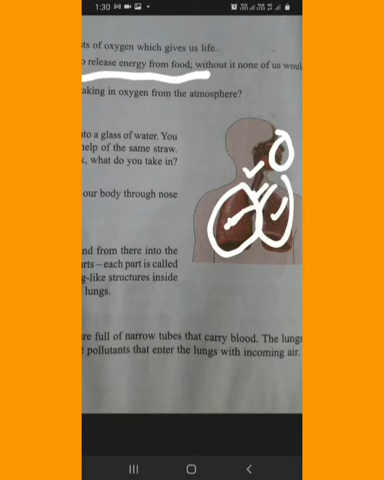 1:30
ts of oxygen which gives us life.
o release energy from food; without it none of us woul
aking in oxygen from the atmosphere?
to a glass of water. You
help of the same straw.
, what do you take in?
our body through nose
nd from there into the
rts – each part is called
g-like structures inside
lungs.
re full of narrow tubes that carry blood. The lungs
pollutants that enter the lungs with incoming air.